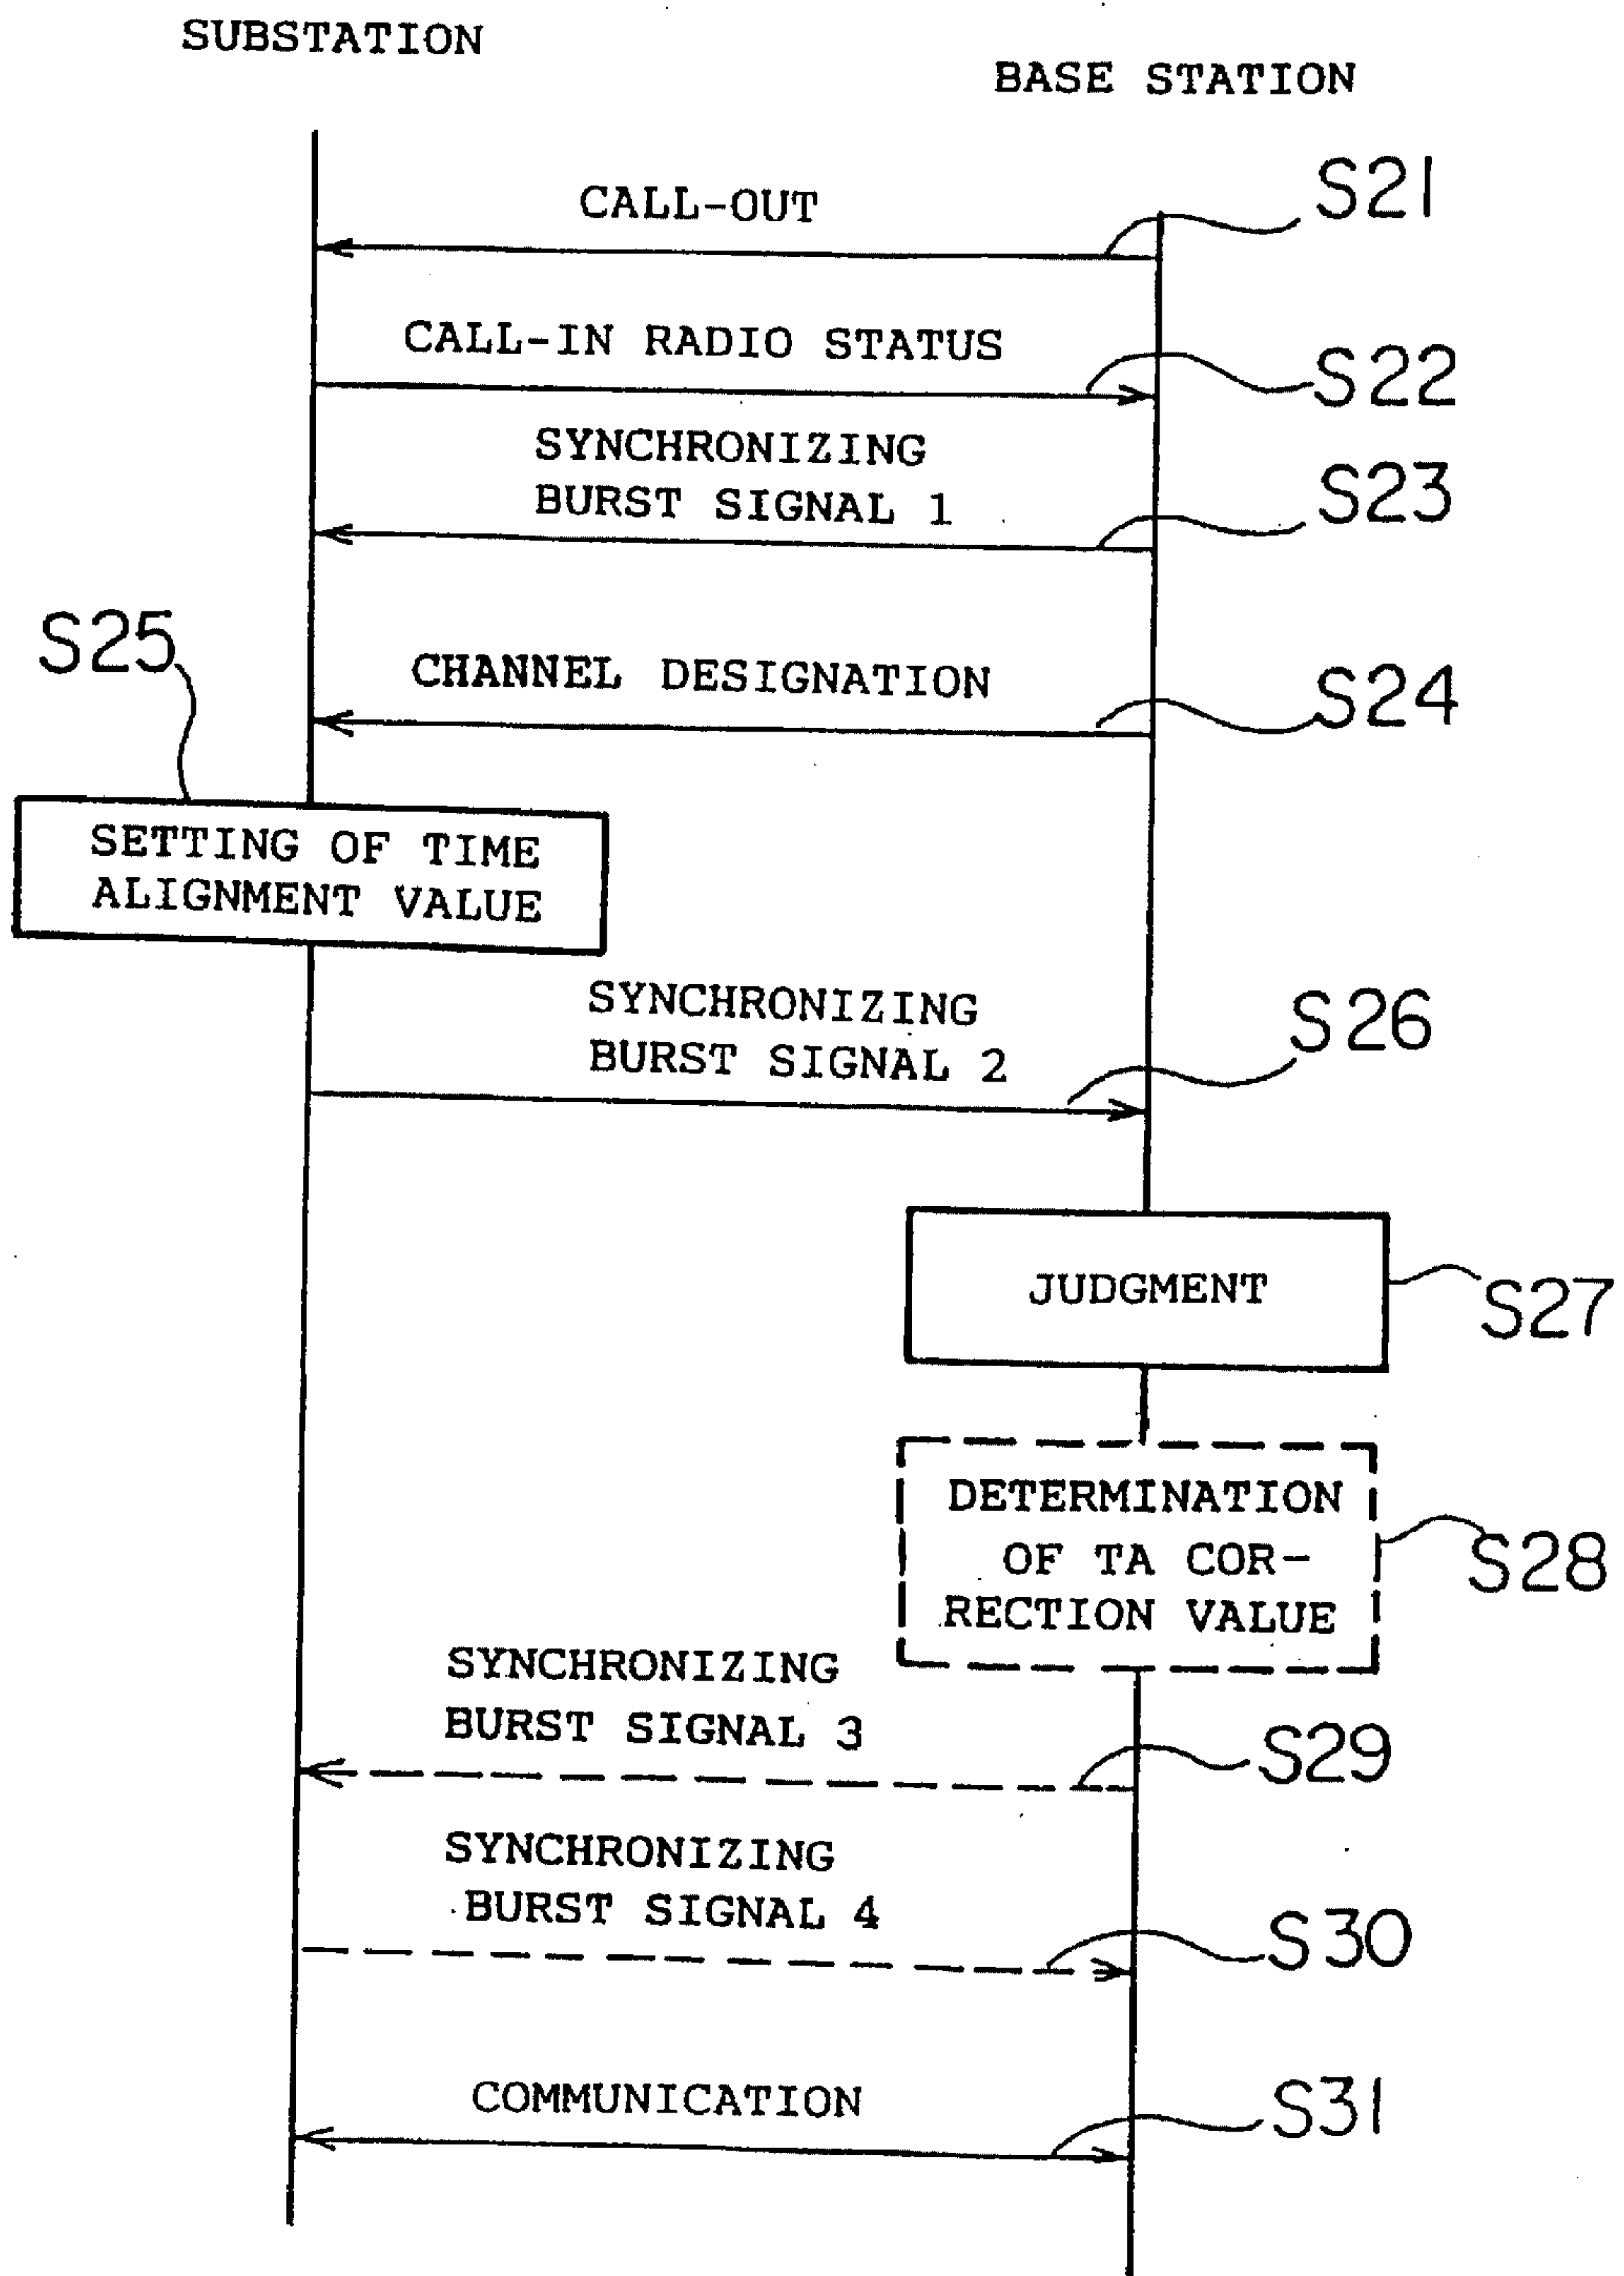 SUBSTATION
BASE STATION
CALL-OUT
S21
CALL-IN RADIO STATUS
S22
SYNCHRONIZING
BURST SIGNAL 1
S23
S25
CHANNEL DESIGNATION
S24
SETTING OF TIME
ALIGNMENT VALUE
SYNCHRONIZING
BURST SIGNAL 2
S26
JUDGMENT
S27
DETERMINATION
OF TA COR-
RECTION VALUE
S28
SYNCHRONIZING
BURST SIGNAL 3
S29
SYNCHRONIZING
BURST SIGNAL 4
S30
COMMUNICATION
S31